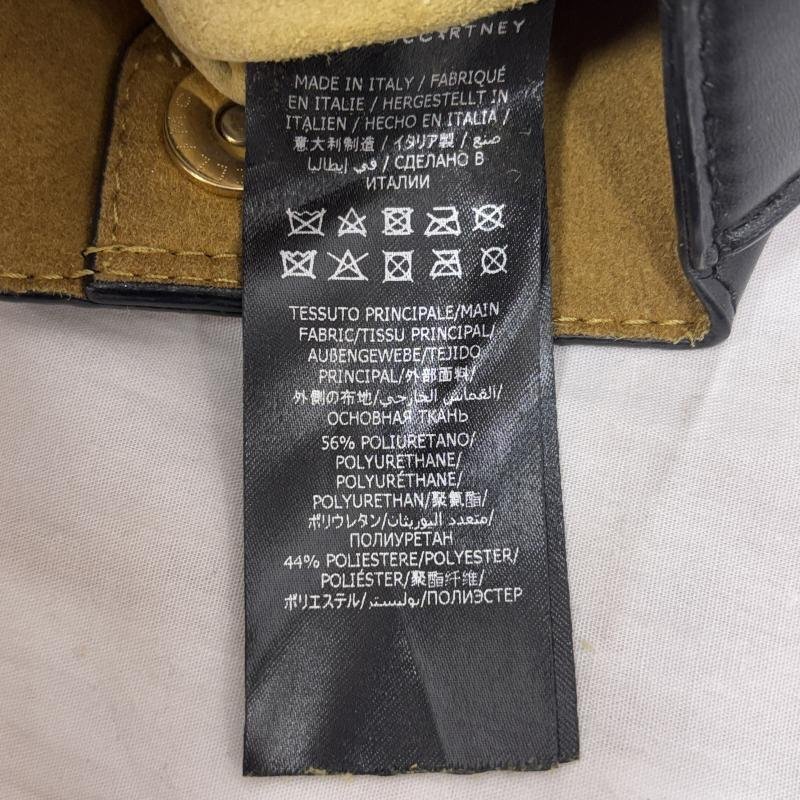 CCARTNEY
MADE IN ITALY / FABRIQUÉ
EN ITALIE / HERGESTELLT IN
ITALIEN / HECHO EN ITALIA /
意大利制造 / イタリア製 / صنع
في إيطاليا / СДЕЛАНО В
ИТАЛИИ
TESSUTO PRINCIPALE/MAIN
FABRIC/TISSU PRINCIPAL/
AUßENGEWEBE/TEJIDO
PRINCIPAL/外部面料/
外側の布地/القماش الخارجي/
ОСНОВНАЯ ТКАНЬ
56% POLIURETANO/
POLYURETHANE/
POLYURÉTHANE/
POLYURETHAN/聚氨酯/
ポリウレタン/متعدد اليوريثان/
ПОЛИУРЕТАН
44% POLIESTERE/POLYESTER/
POLIÉSTER/聚酯纤维/
ポリエステル/بوليستر/ПОЛИЭСТЕР